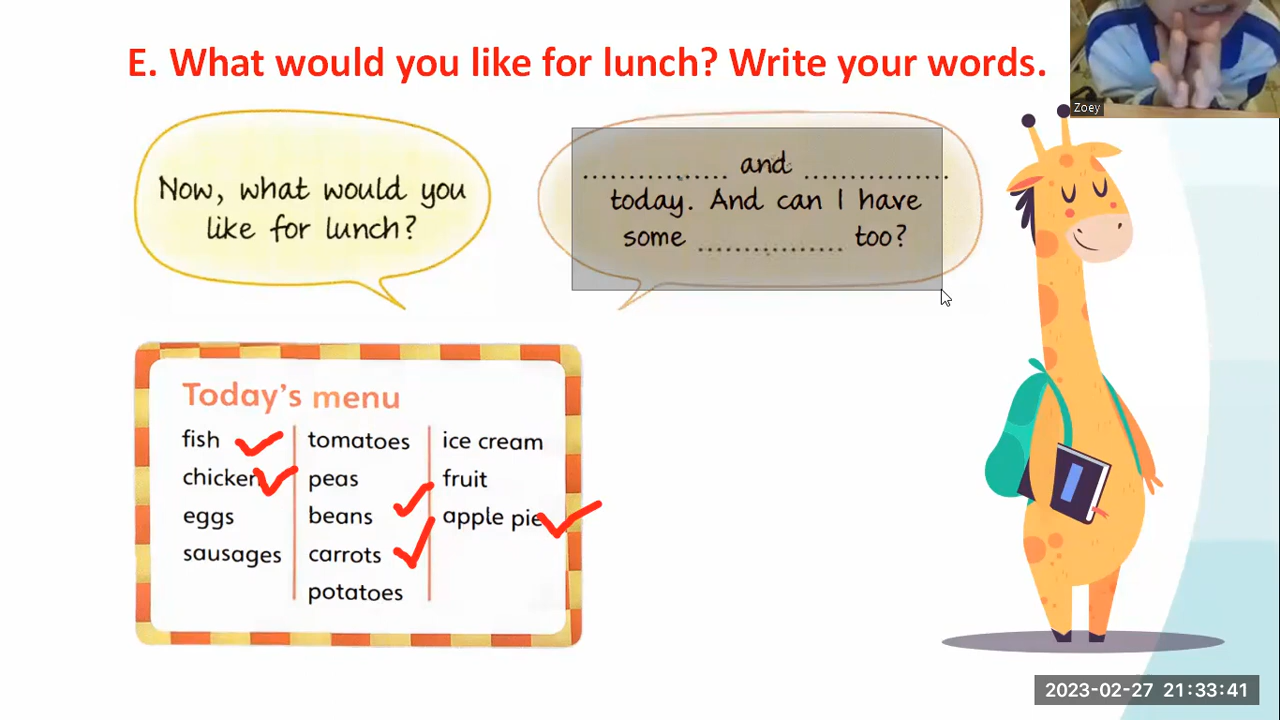 E. What would you like for lunch? Write your words.
Zoey
Now, what would you
like for lunch?
................ and ................
today. And can I have
some ................ too?
Today's menu
fish
chicken
eggs
sausages
tomatoes
peas
beans
carrots
potatoes
ice cream
fruit
apple pie
2023-02-27 21:33:41